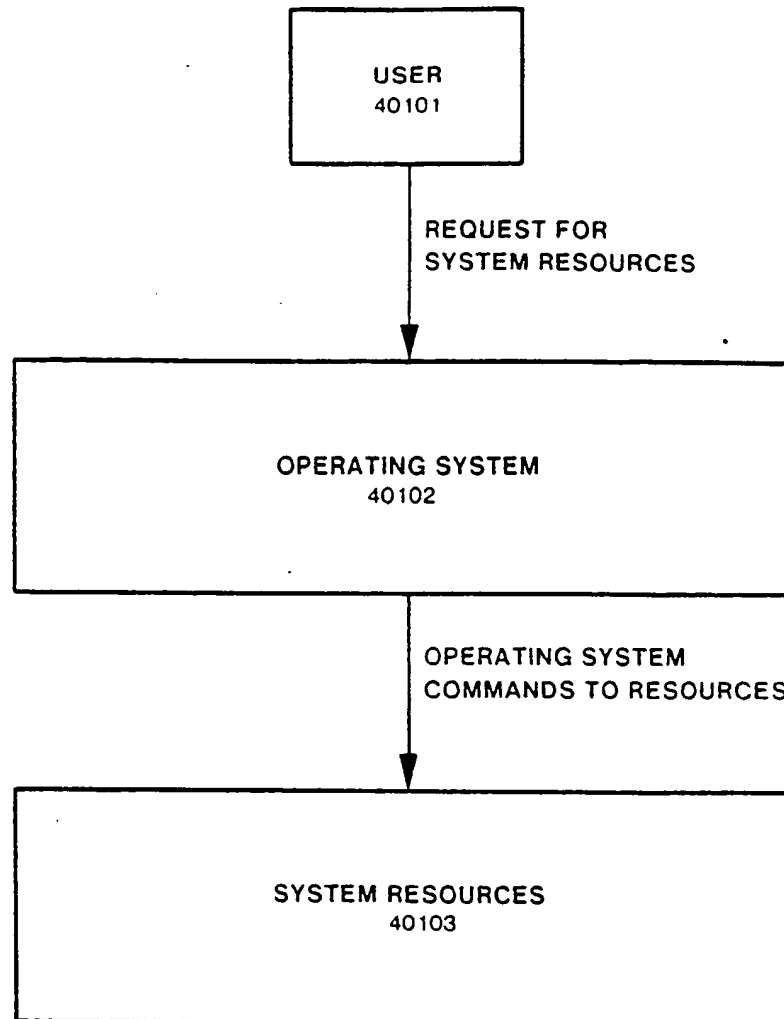 USER
40101
REQUEST FOR
SYSTEM RESOURCES
OPERATING SYSTEM
40102
OPERATING SYSTEM
COMMANDS TO RESOURCES
SYSTEM RESOURCES
40103